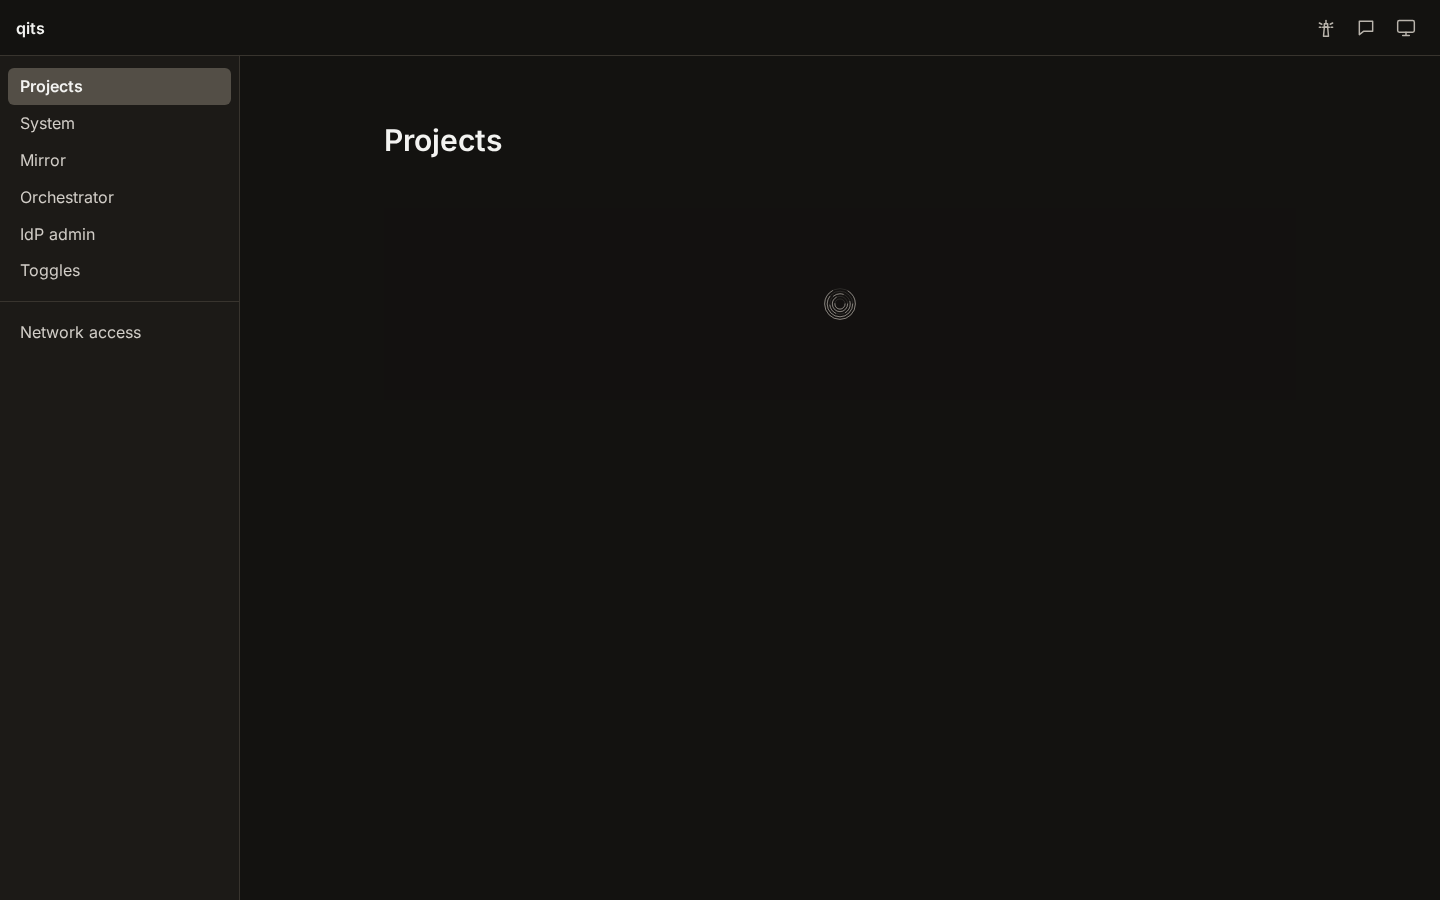 qits
Projects
System
Mirror
Orchestrator
IdP admin
Toggles
Network access
Projects